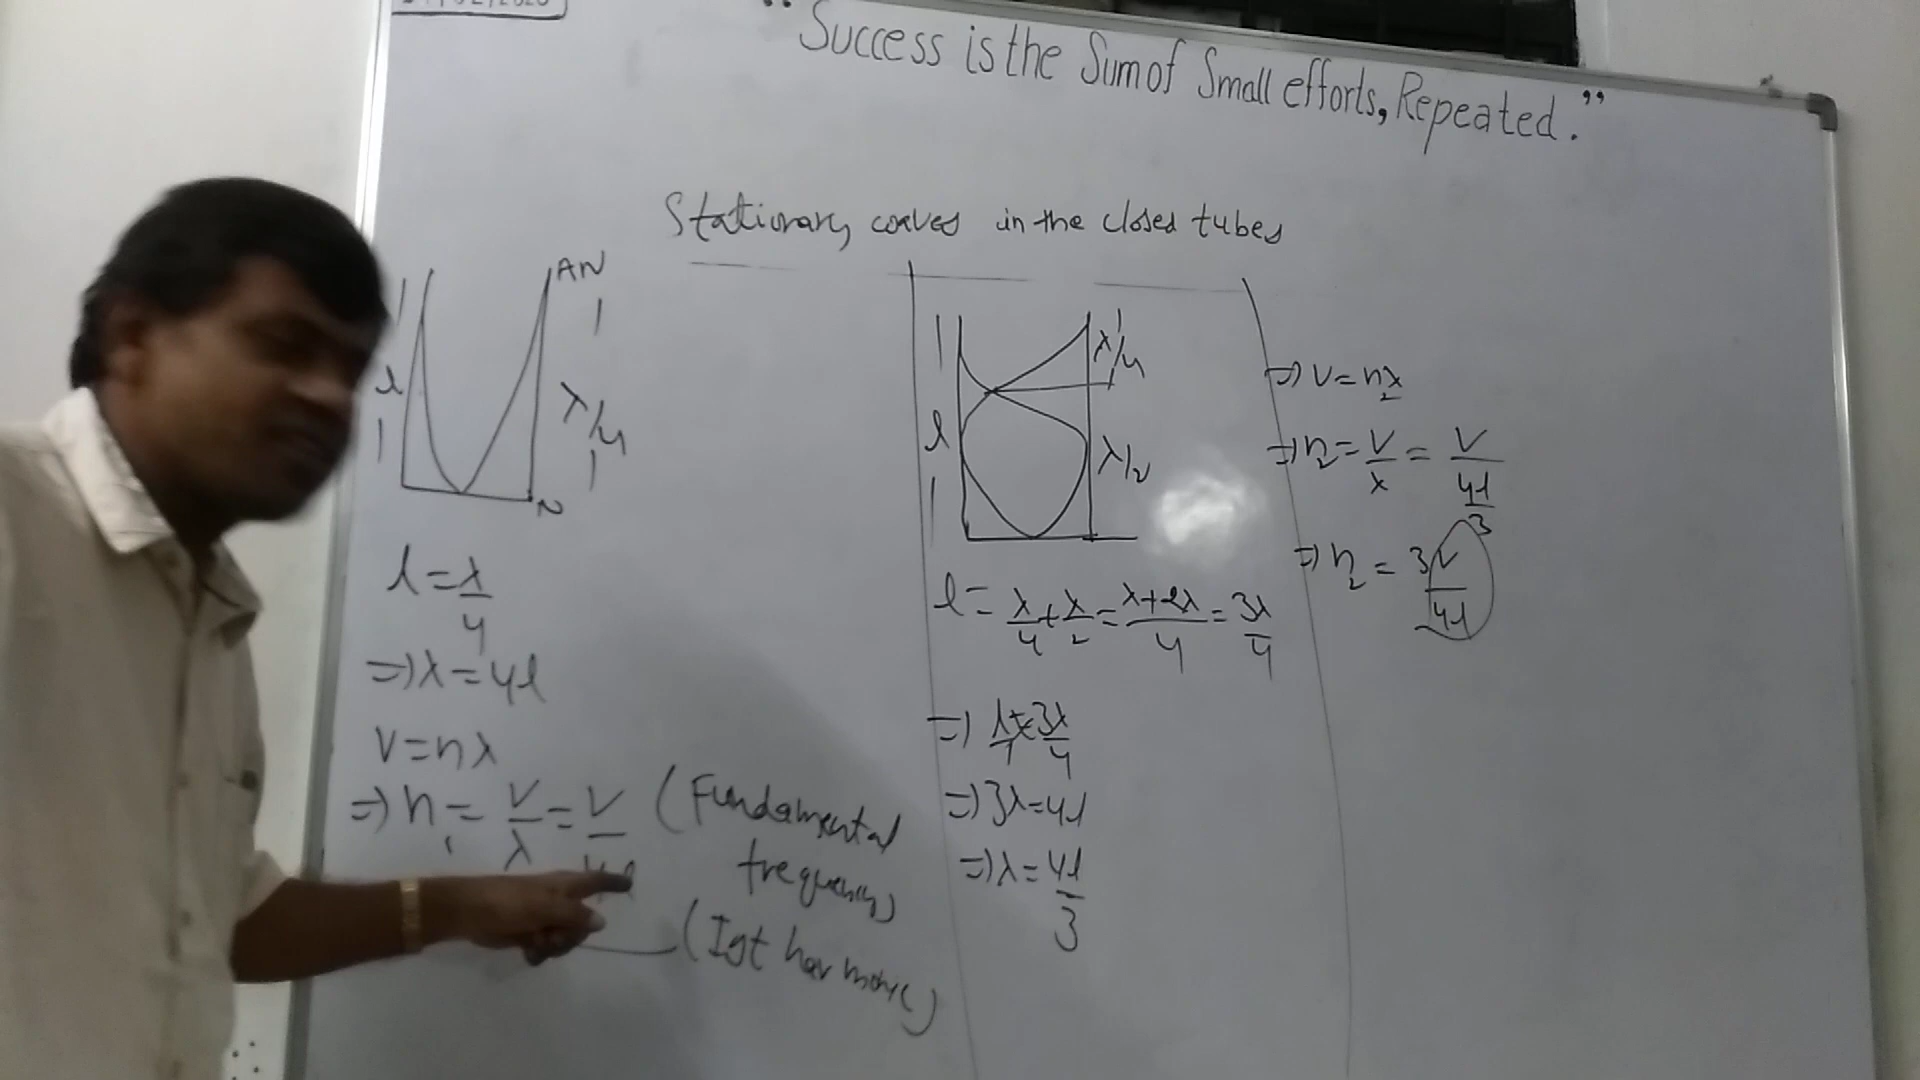 "Success is the Sum of Small efforts, Repeated."
Stationary waves in the closed tubes
AN
l
λ/4
N
l = λ/4
⇒ λ = 4l
v = nλ
⇒ n₁ = v/λ = v/4l (Fundamental
frequency)
(Ist harmonic)
λ/4
l
λ/2
l = λ/4 + λ/2 = λ+2λ/4 = 3λ/4
⇒ l/1 = 3λ/4
⇒ 3λ = 4l
⇒ λ = 4l/3
⇒ v = n₂λ
⇒ n₂ = v/λ = v/4l/3
⇒ n₂ = 3v/4l